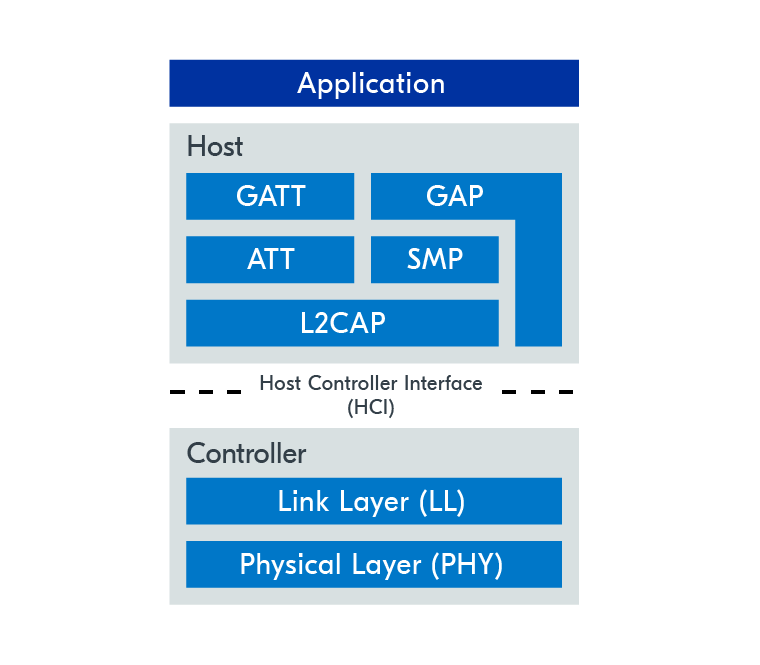 Application
Host
GATT
GAP
ATT
SMP
L2CAP
Host Controller Interface
(HCI)
Controller
Link Layer (LL)
Physical Layer (PHY)